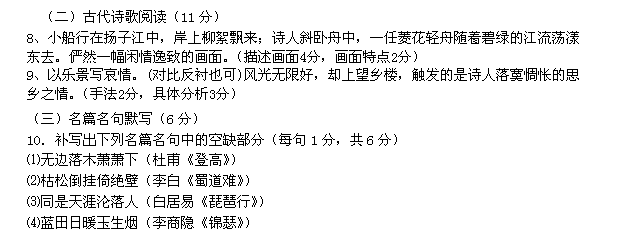 （二）古代诗歌阅读（11 分）
8、小船行在扬子江中，岸上柳絮飘来；诗人斜卧舟中，一任菱花轻舟随着碧绿的江流荡漾
东去。俨然一幅闲情逸致的画面。（描述画面4分，画面特点2分）
9、以乐景写哀情。（对比反衬也可）风光无限好，却上望乡楼，触发的是诗人落寞惆怅的思
乡之情。（手法2分，具体分析3分）
（三）名篇名句默写（6 分）
10．补写出下列名篇名句中的空缺部分（每句 1 分，共 6 分）
⑴无边落木萧萧下（杜甫《登高》）
⑵枯松倒挂倚绝壁（李白《蜀道难》）
⑶同是天涯沦落人（白居易《琵琶行》）
⑷蓝田日暖玉生烟（李商隐《锦瑟》）